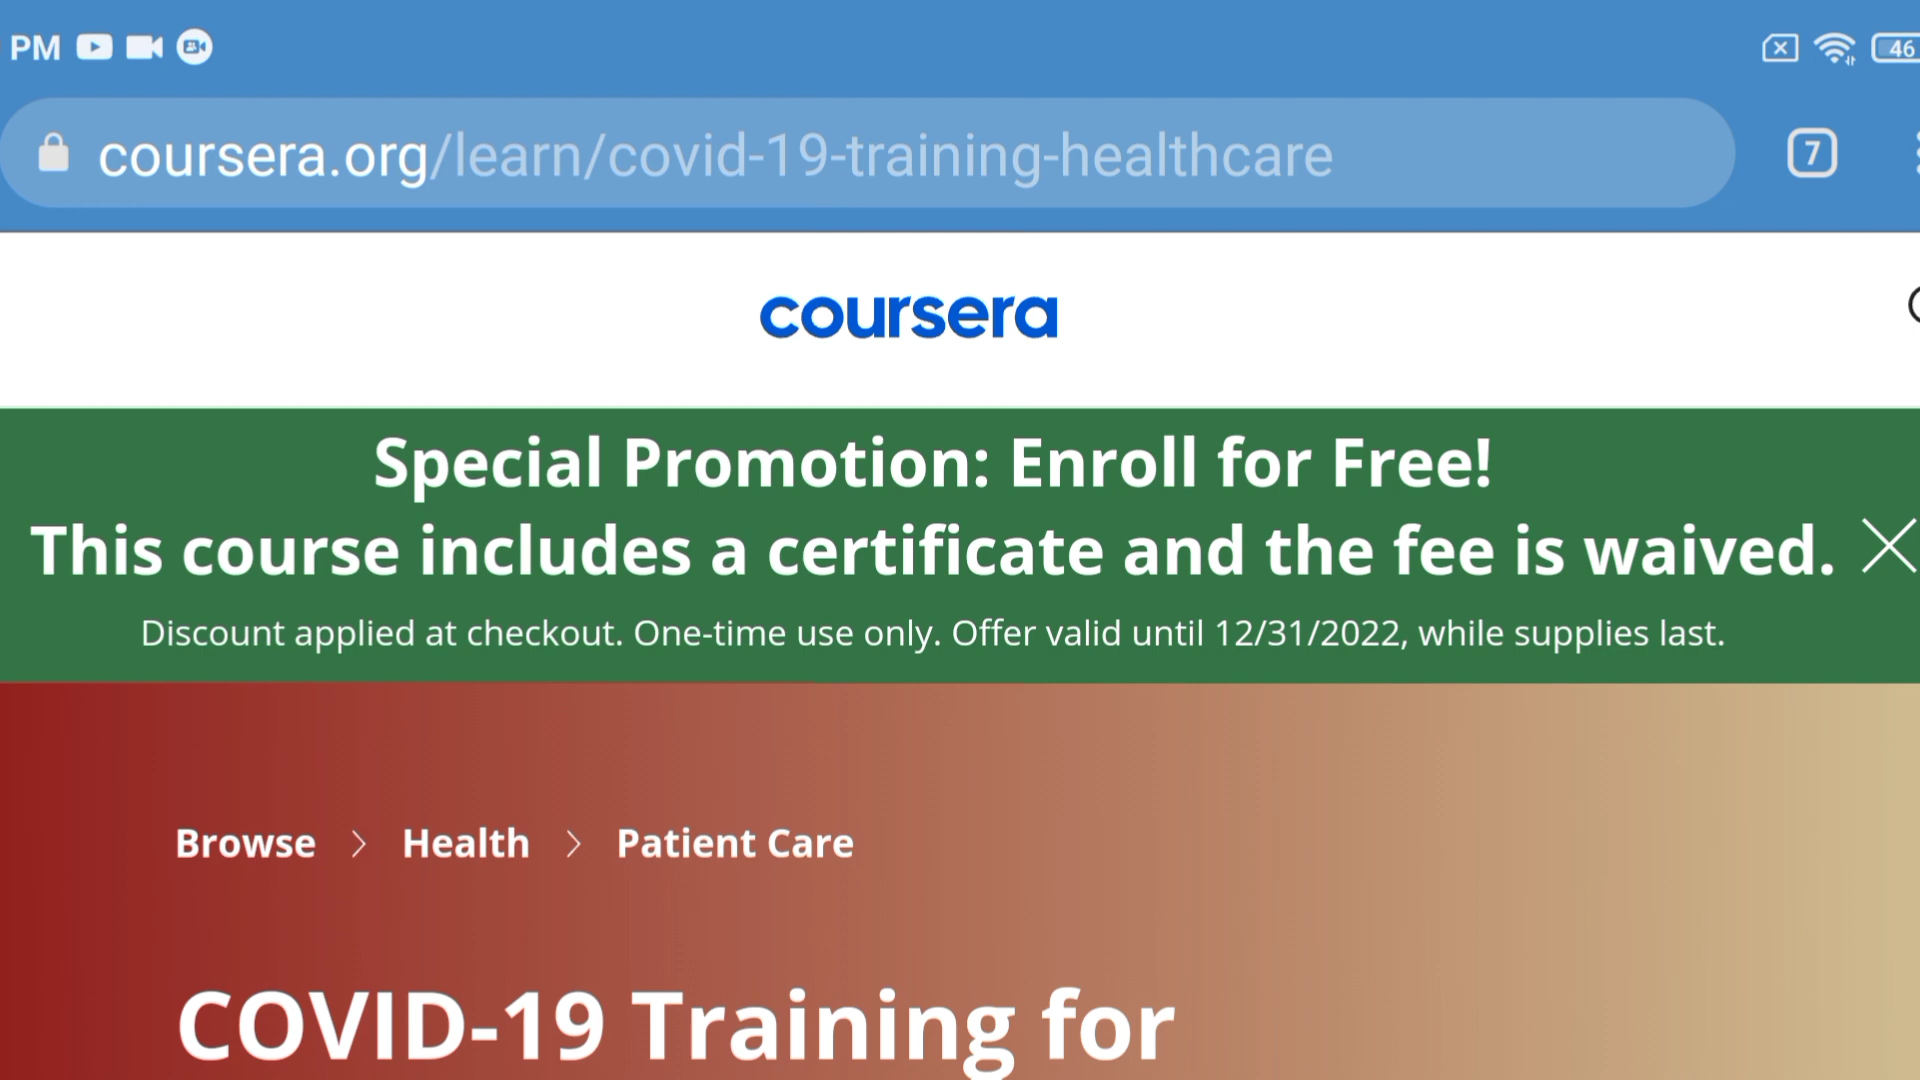 PM
46
coursera.org/learn/covid-19-training-healthcare
7
coursera
Special Promotion: Enroll for Free!
This course includes a certificate and the fee is waived.
Discount applied at checkout. One-time use only. Offer valid until 12/31/2022, while supplies last.
Browse > Health > Patient Care
COVID-19 Training for